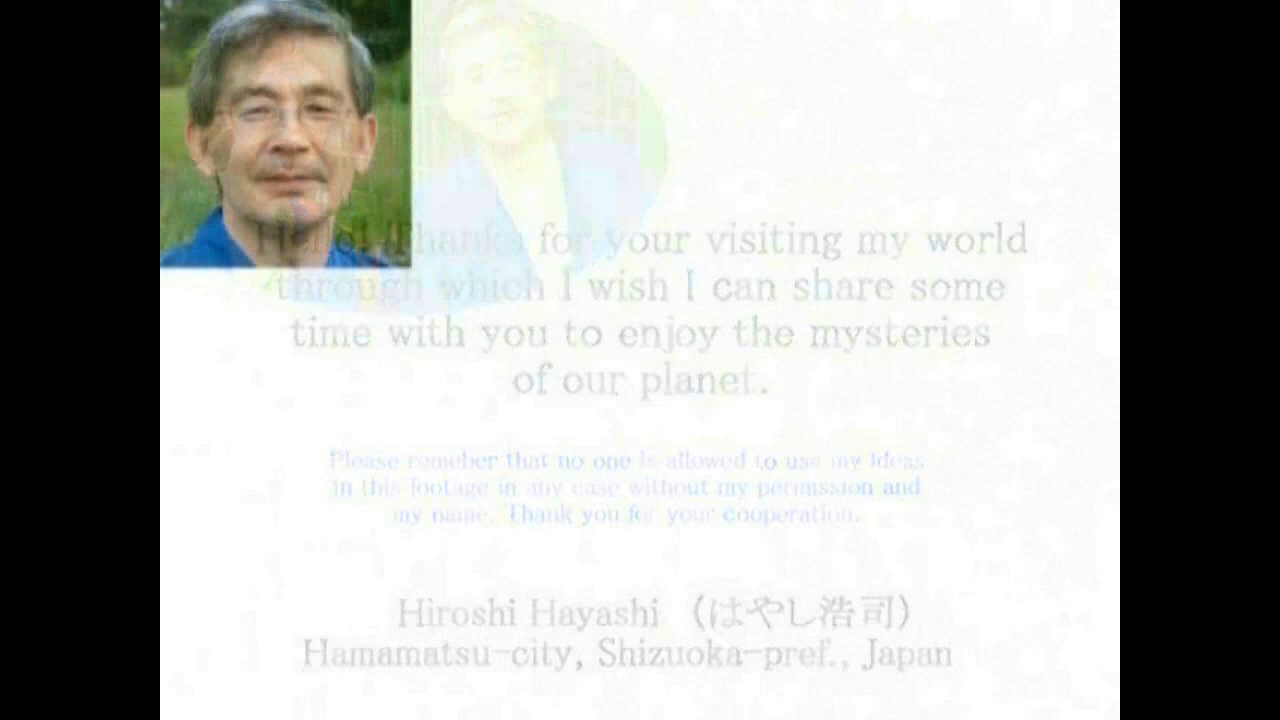 Hello! Thanks for your visiting my world
through which I wish I can share some
time with you to enjoy the mysteries
of our planet.
Please remeber that no one is allowed to use my ideas
in this footage in any case without my permission and
my name. Thank you for your cooperation.
Hiroshi Hayashi （はやし浩司）
Hamamatsu-city, Shizuoka-pref., Japan